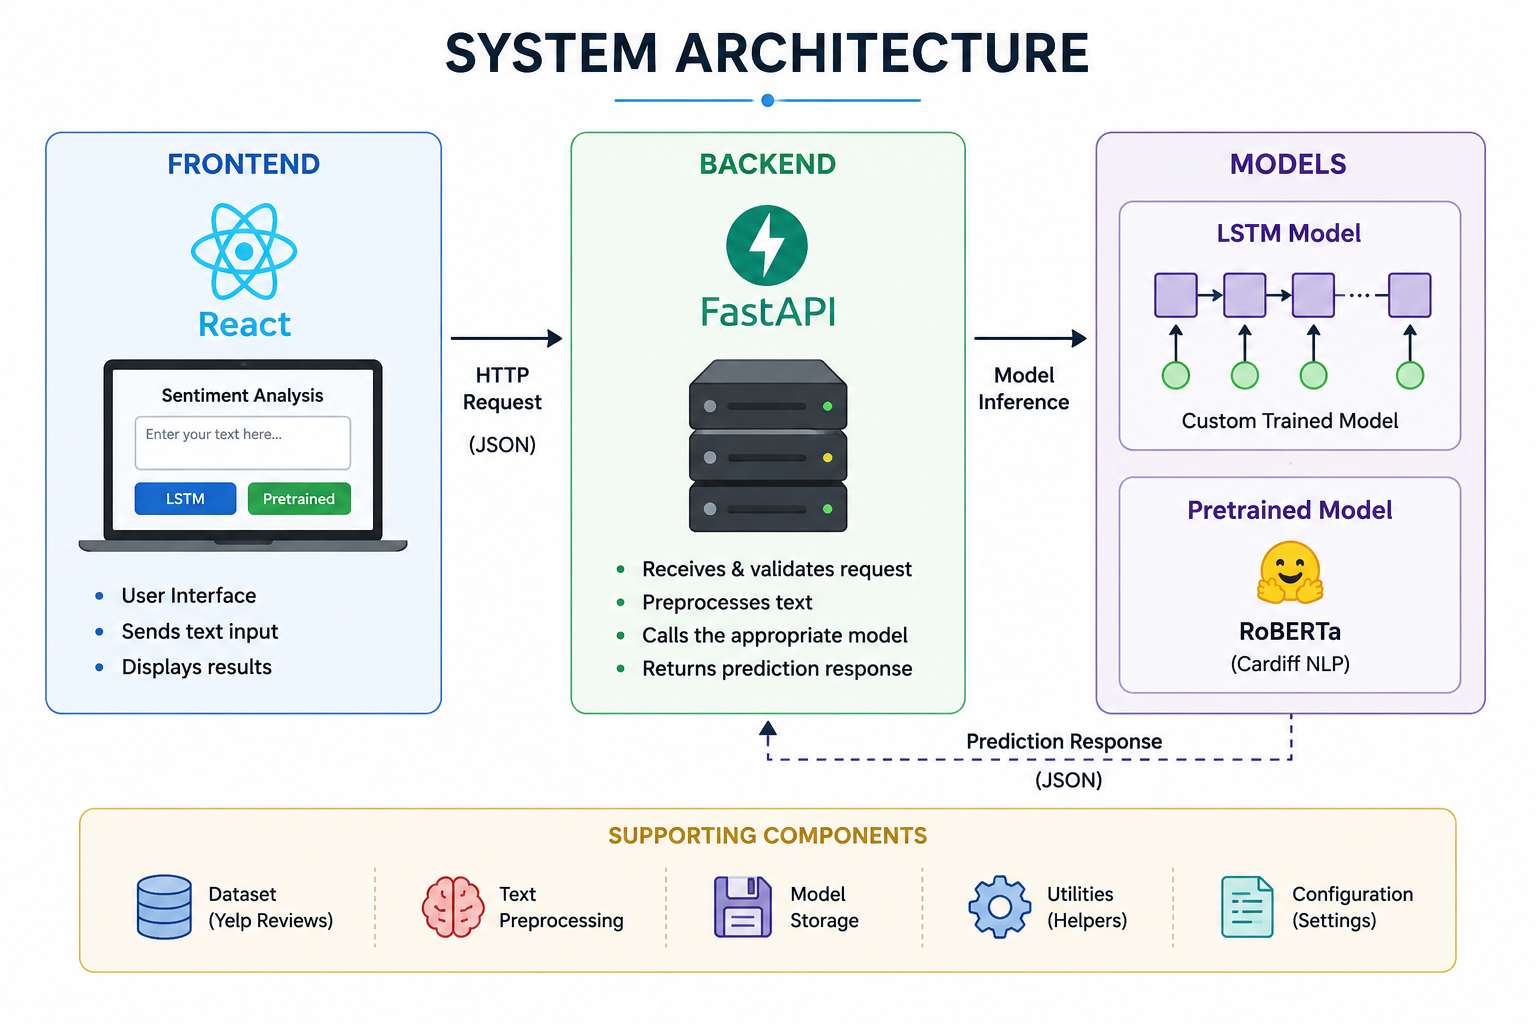 SYSTEM ARCHITECTURE
FRONTEND
React
Sentiment Analysis
Enter your text here...
LSTM
Pretrained
• User Interface
• Sends text input
• Displays results
HTTP
Request
(JSON)
BACKEND
FastAPI
• Receives & validates request
• Preprocesses text
• Calls the appropriate model
• Returns prediction response
Model
Inference
MODELS
LSTM Model
Custom Trained Model
Pretrained Model
RoBERTa
(Cardiff NLP)
Prediction Response
(JSON)
SUPPORTING COMPONENTS
Dataset
(Yelp Reviews)
Text
Preprocessing
Model
Storage
Utilities
(Helpers)
Configuration
(Settings)